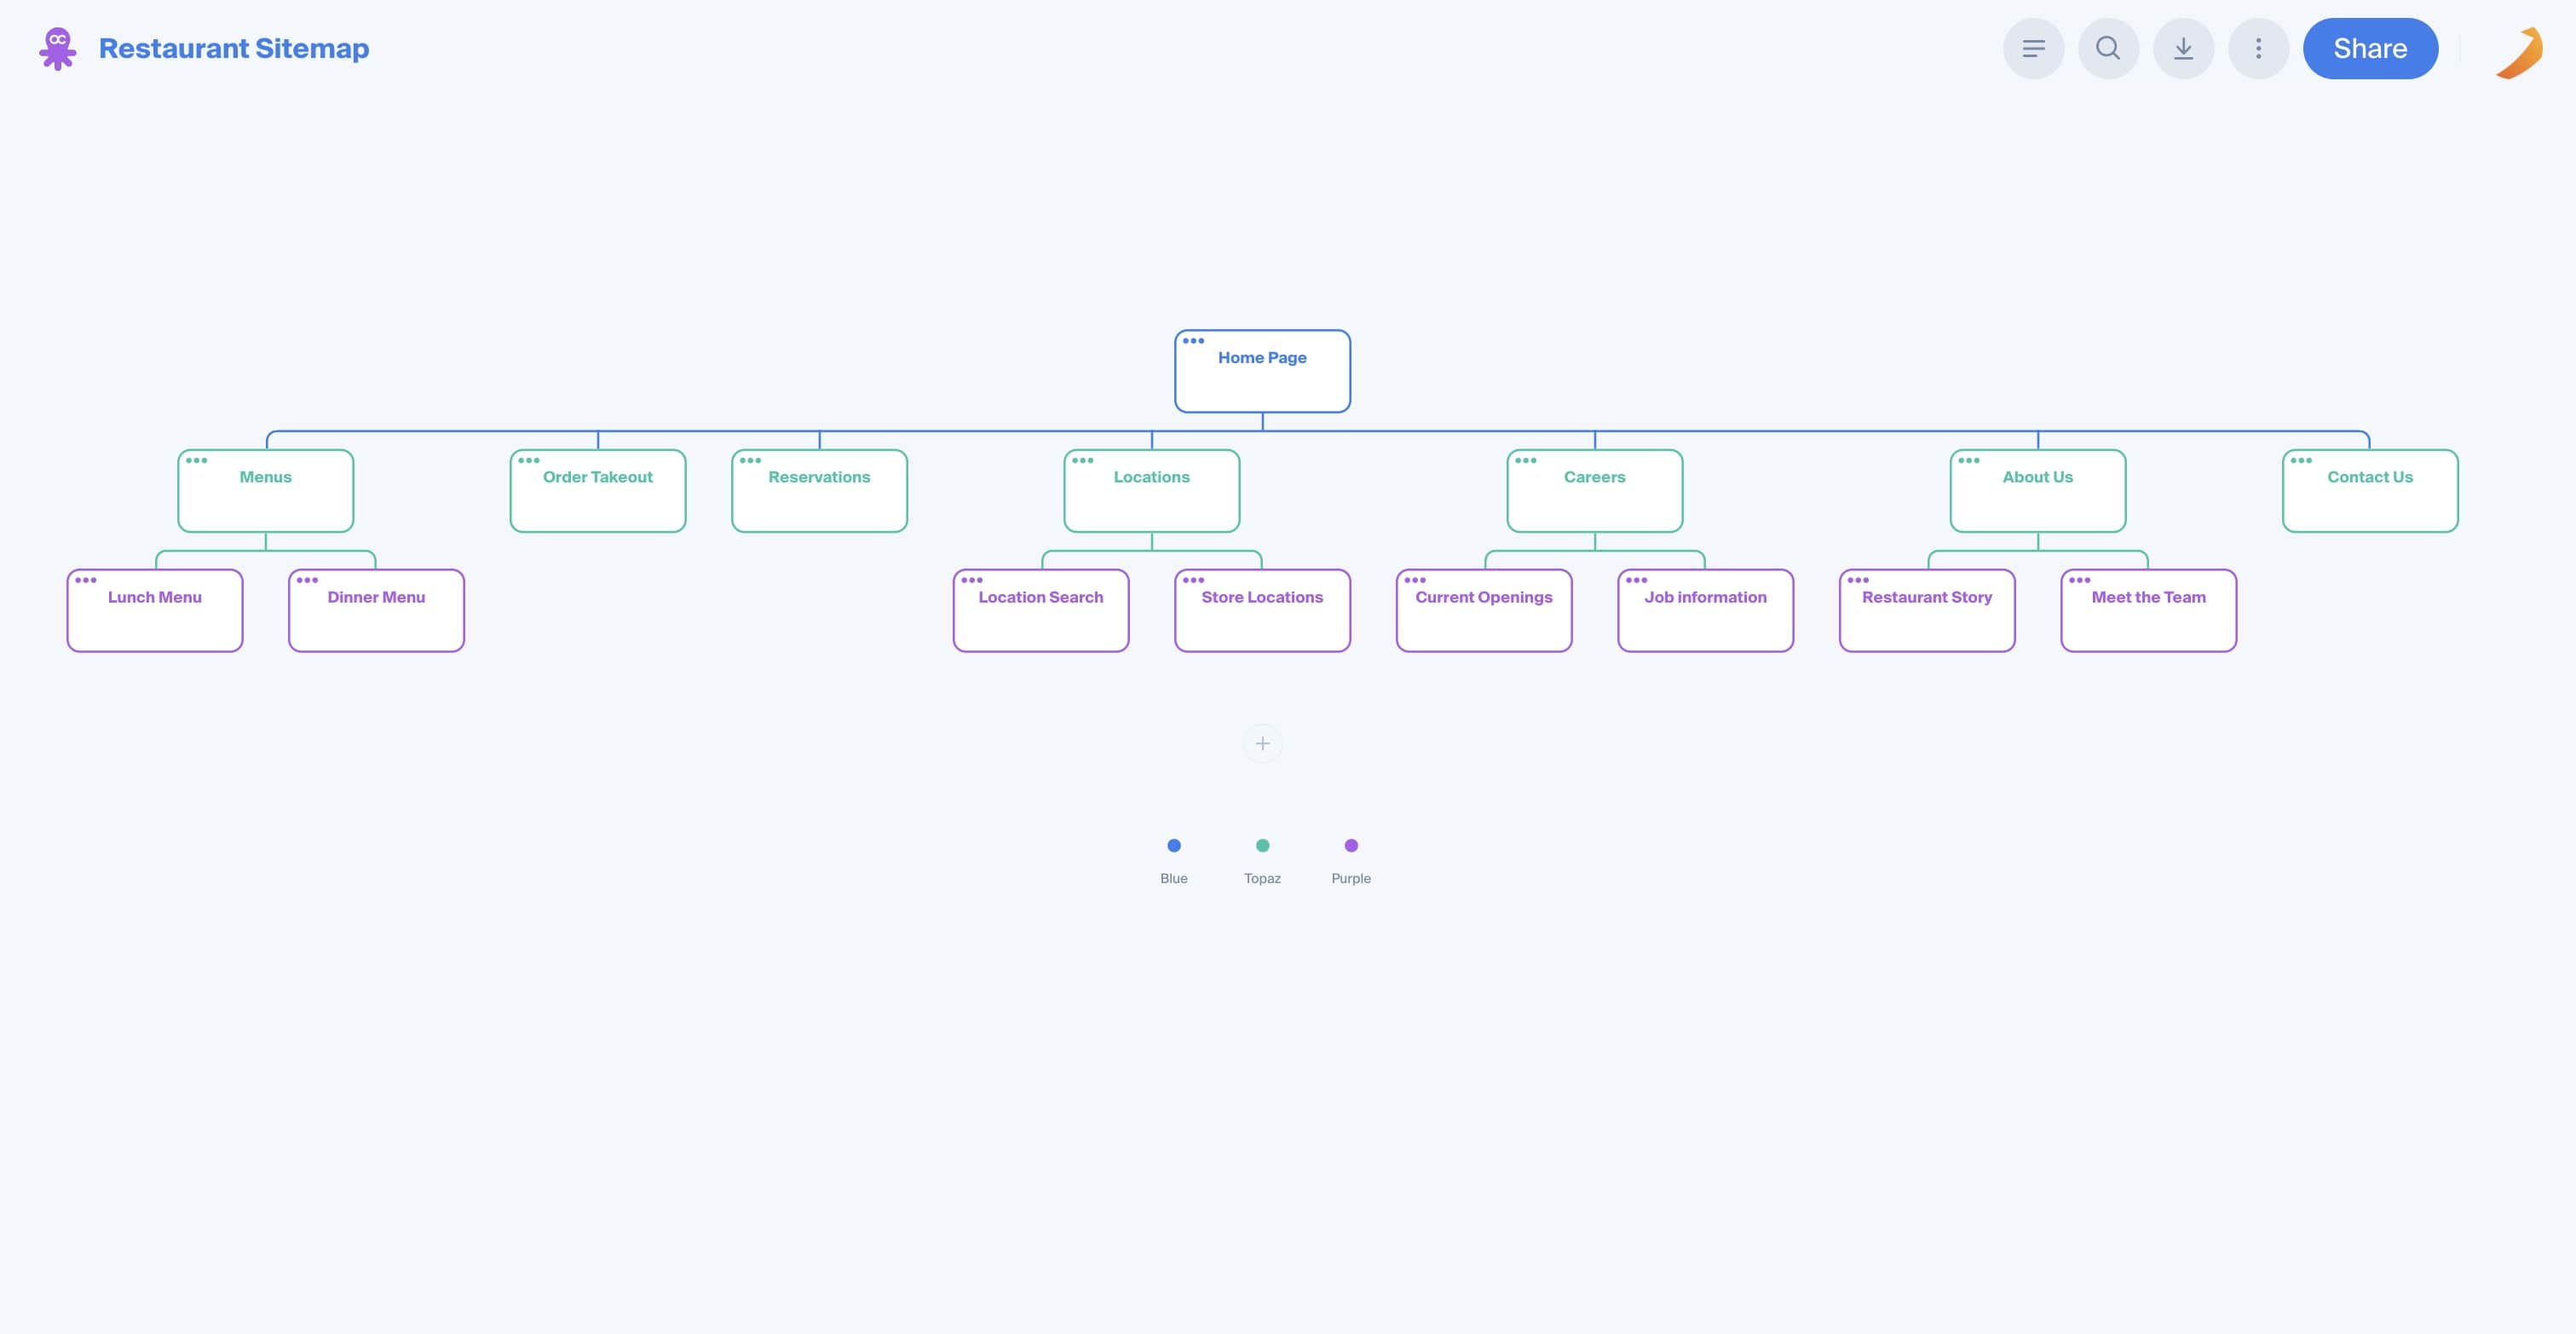 Restaurant Sitemap
Share
Home Page
Menus
Order Takeout
Reservations
Locations
Careers
About Us
Contact Us
Lunch Menu
Dinner Menu
Location Search
Store Locations
Current Openings
Job information
Restaurant Story
Meet the Team
Blue
Topaz
Purple